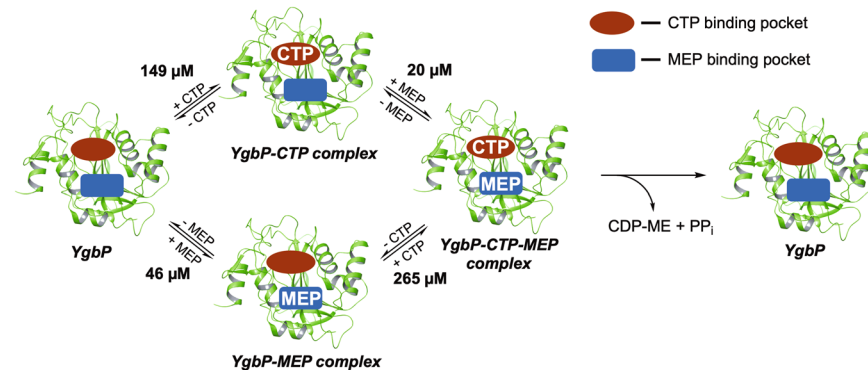 CTP binding pocket
MEP binding pocket
149 µM
+ CTP
- CTP
CTP
YgbP-CTP complex
20 µM
+ MEP
- MEP
YgbP
CTP
MEP
YgbP-CTP-MEP
complex
CDP-ME + PPi
YgbP
- MEP
+ MEP
46 µM
MEP
YgbP-MEP complex
- CTP
+ CTP
265 µM